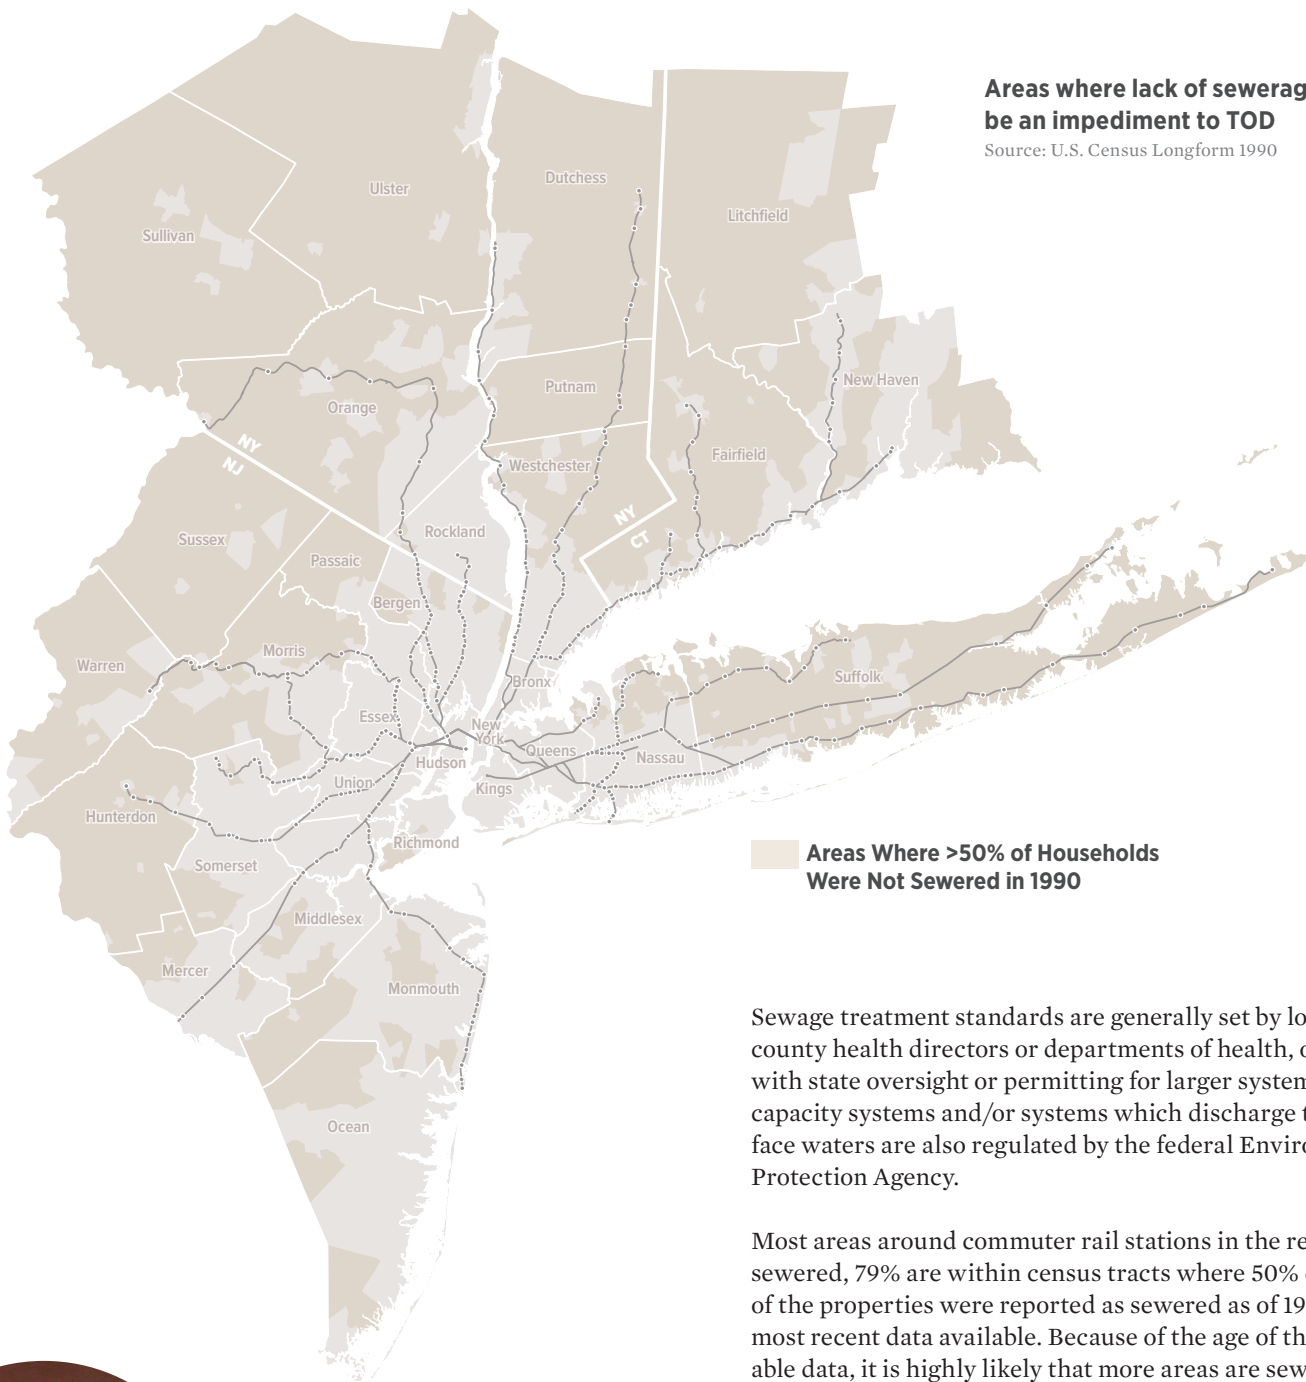 Areas where lack of sewerag
be an impediment to TOD
Source: U.S. Census Longform 1990
Ulster
Dutchess
Litchfield
Sullivan
Putnam
New Haven
Orange
NY
NJ
Westchester
Fairfield
NY
CT
Rockland
Sussex
Passaic
Bergen
Morris
Warren
Suffolk
Bronx
Essex
New
York
Queens
Nassau
Hudson
Union
Kings
Hunterdon
Richmond
Somerset
Areas Where >50% of Households
Were Not Sewered in 1990
Middlesex
Mercer
Monmouth
Ocean
Sewage treatment standards are generally set by lo
county health directors or departments of health, o
with state oversight or permitting for larger system
capacity systems and/or systems which discharge t
face waters are also regulated by the federal Enviro
Protection Agency.
Most areas around commuter rail stations in the re
sewered, 79% are within census tracts where 50%
of the properties were reported as sewered as of 19
most recent data available. Because of the age of th
able data, it is highly likely that more areas are sew